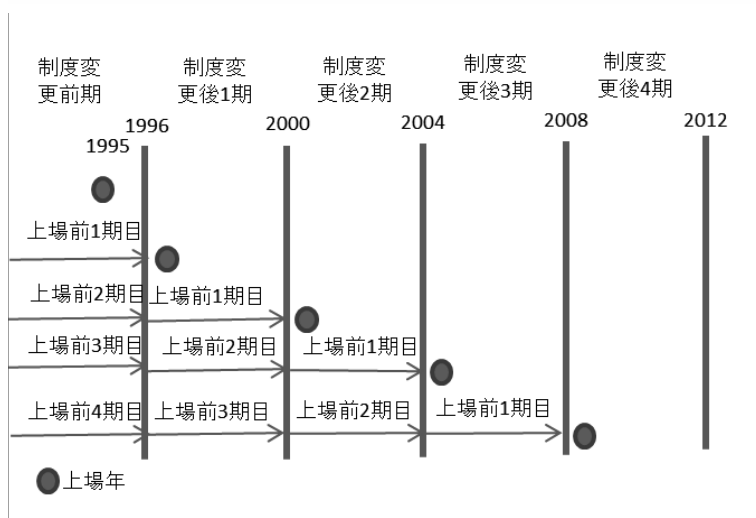 制度変
更前期
制度変
更後1期
制度変
更後2期
制度変
更後3期
制度変
更後4期
1995
1996
2000
2004
2008
2012
上場前1期目
上場前2期目
上場前1期目
上場前3期目
上場前2期目
上場前1期目
上場前4期目
上場前3期目
上場前2期目
上場前1期目
上場年